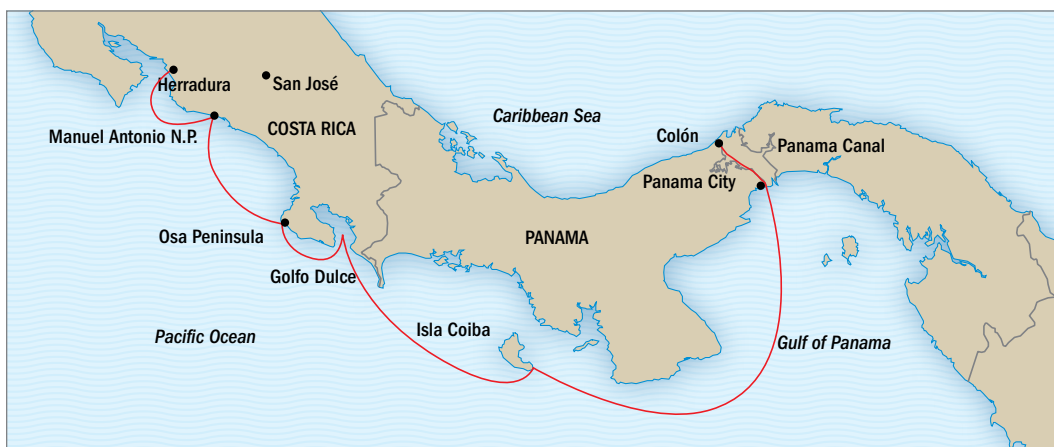 Herradura
San José
Manuel Antonio N.P.
COSTA RICA
Caribbean Sea
Colón
Panama Canal
Panama City
Osa Peninsula
PANAMA
Golfo Dulce
Pacific Ocean
Isla Coiba
Gulf of Panama